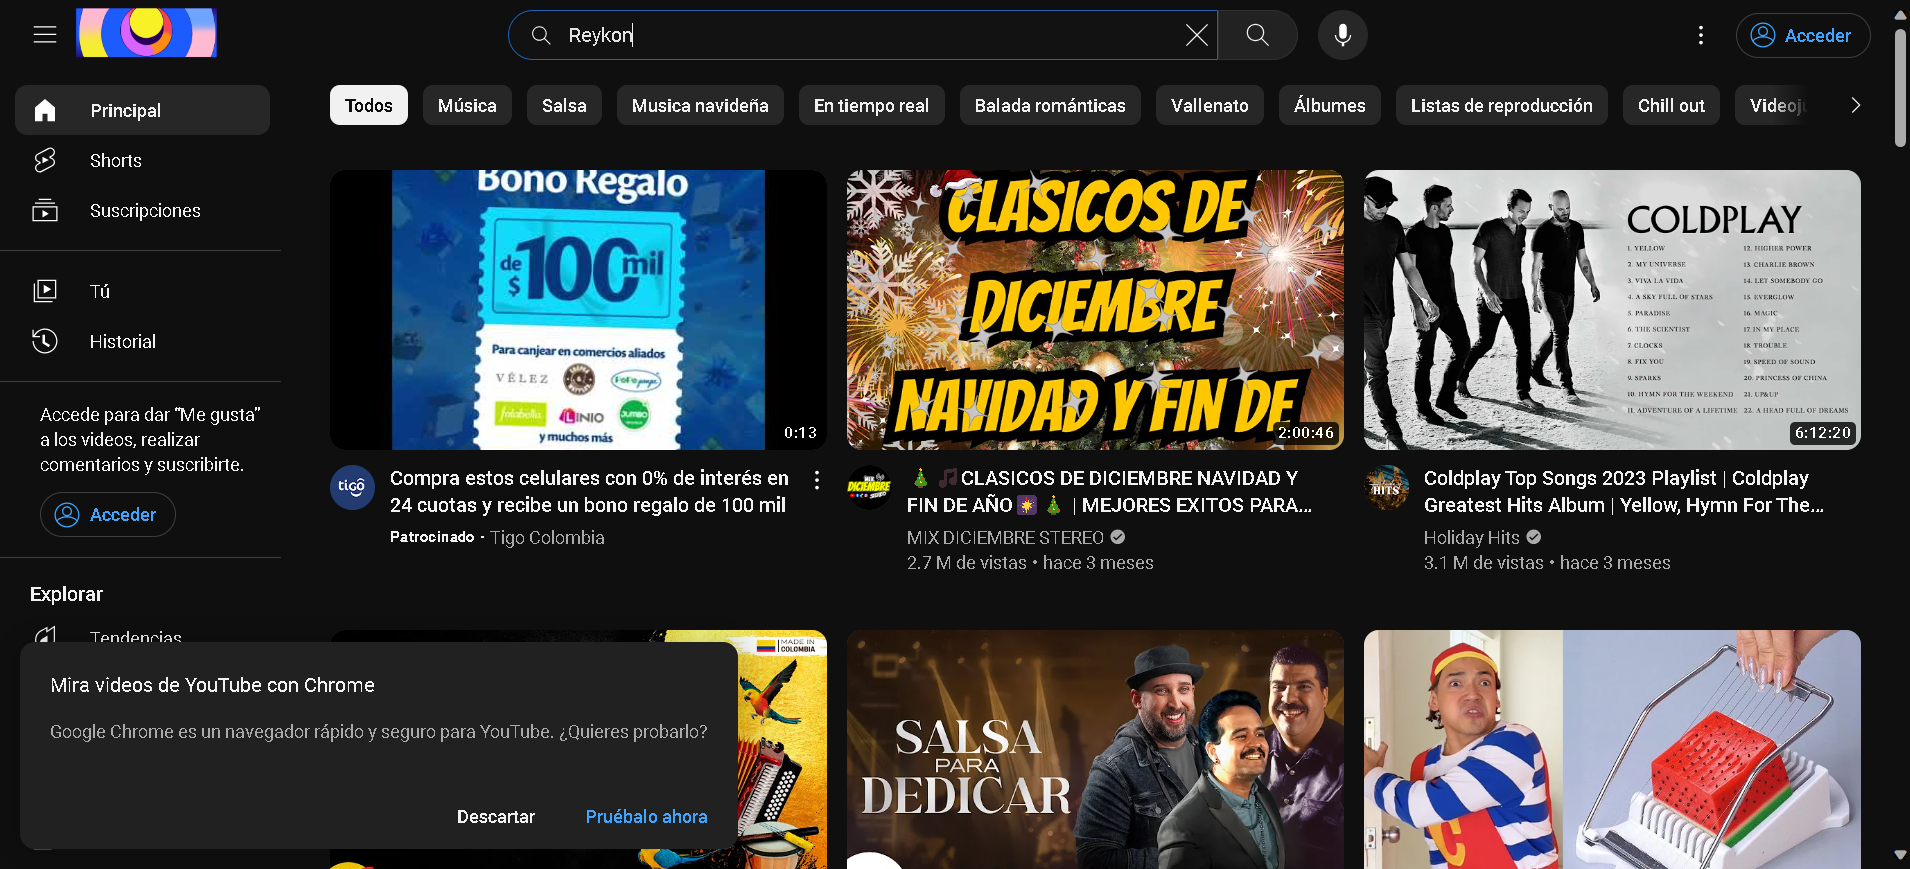 Reykon
Acceder
Principal
Shorts
Suscripciones
Tú
Historial
Accede para dar “Me gusta”
a los videos, realizar
comentarios y suscribirte.
Acceder
Explorar
Tendencias
Todos
Música
Salsa
Musica navideña
En tiempo real
Balada románticas
Vallenato
Álbumes
Listas de reproducción
Chill out
Videoj
Bono Regalo
de
$100mil
Para canjear en comercios aliados
VÉLEZ
falabella
LINIO
JUMBO
y muchos más
0:13
tigo
Compra estos celulares con 0% de interés en
24 cuotas y recibe un bono regalo de 100 mil
Patrocinado · Tigo Colombia
CLASICOS DE
DICIEMBRE
NAVIDAD Y FIN DE
2:00:46
MIX
DICIEMBRE
STEREO
🎄 🎵CLASICOS DE DICIEMBRE NAVIDAD Y
FIN DE AÑO🎇🎄 | MEJORES EXITOS PARA...
MIX DICIEMBRE STEREO
2.7 M de vistas • hace 3 meses
COLDPLAY
1. YELLOW
2. MY UNIVERSE
3. VIVA LA VIDA
4. A SKY FULL OF STARS
5. PARADISE
6. THE SCIENTIST
7. CLOCKS
8. FIX YOU
9. SPARKS
10. HYMN FOR THE WEEKEND
11. ADVENTURE OF A LIFETIME
12. HIGHER POWER
13. CHARLIE BROWN
14. LET SOMEBODY GO
15. EVERGLOW
16. MAGIC
17. IN MY PLACE
18. TROUBLE
19. SPEED OF SOUND
20. PRINCESS OF CHINA
21. UP&UP
22. A HEAD FULL OF DREAMS
6:12:20
HITS
Coldplay Top Songs 2023 Playlist | Coldplay
Greatest Hits Album | Yellow, Hymn For The...
Holiday Hits
3.1 M de vistas • hace 3 meses
MADE IN
COLOMBIA
SALSA
PARA
DEDICAR
C
Mira videos de YouTube con Chrome
Google Chrome es un navegador rápido y seguro para YouTube. ¿Quieres probarlo?
Descartar
Pruébalo ahora